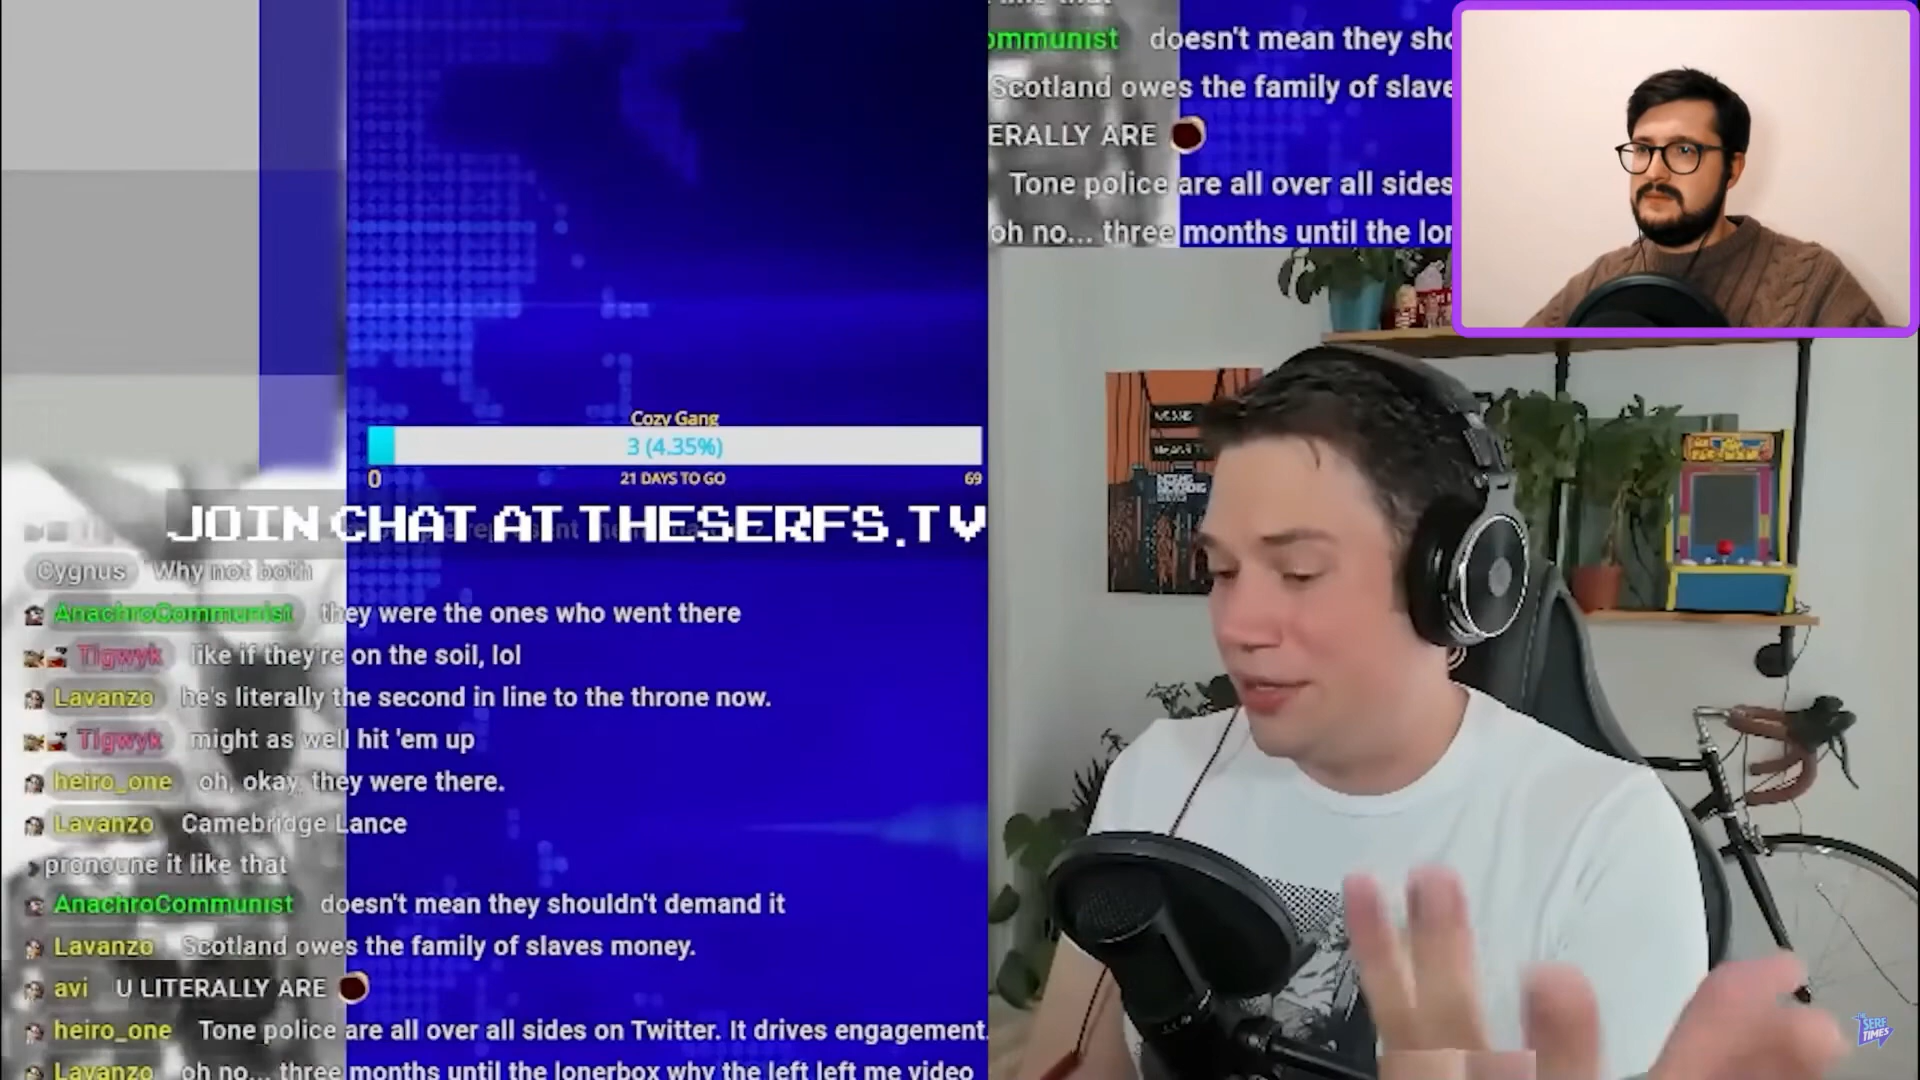 Cozy Gang
3 (4.35%)
0
21 DAYS TO GO
69
JOIN CHAT AT THESERFS.TV
Cygnus Why not both
AnachroCommunist they were the ones who went there
Tigwyk like if they're on the soil, lol
Lavanzo he's literally the second in line to the throne now.
Tigwyk might as well hit 'em up
heiro_one oh, okay, they were there.
Lavanzo Camebridge Lance
pronoune it like that
AnachroCommunist doesn't mean they shouldn't demand it
Lavanzo Scotland owes the family of slaves money.
avi U LITERALLY ARE
heiro_one Tone police are all over all sides on Twitter. It drives engagement.
Lavanzo oh no... three months until the lonerbox why the left left me video
ommunist doesn't mean they sho
Scotland owes the family of slave
ERALLY ARE
Tone police are all over all sides
oh no... three months until the lor
SERF
TIMES